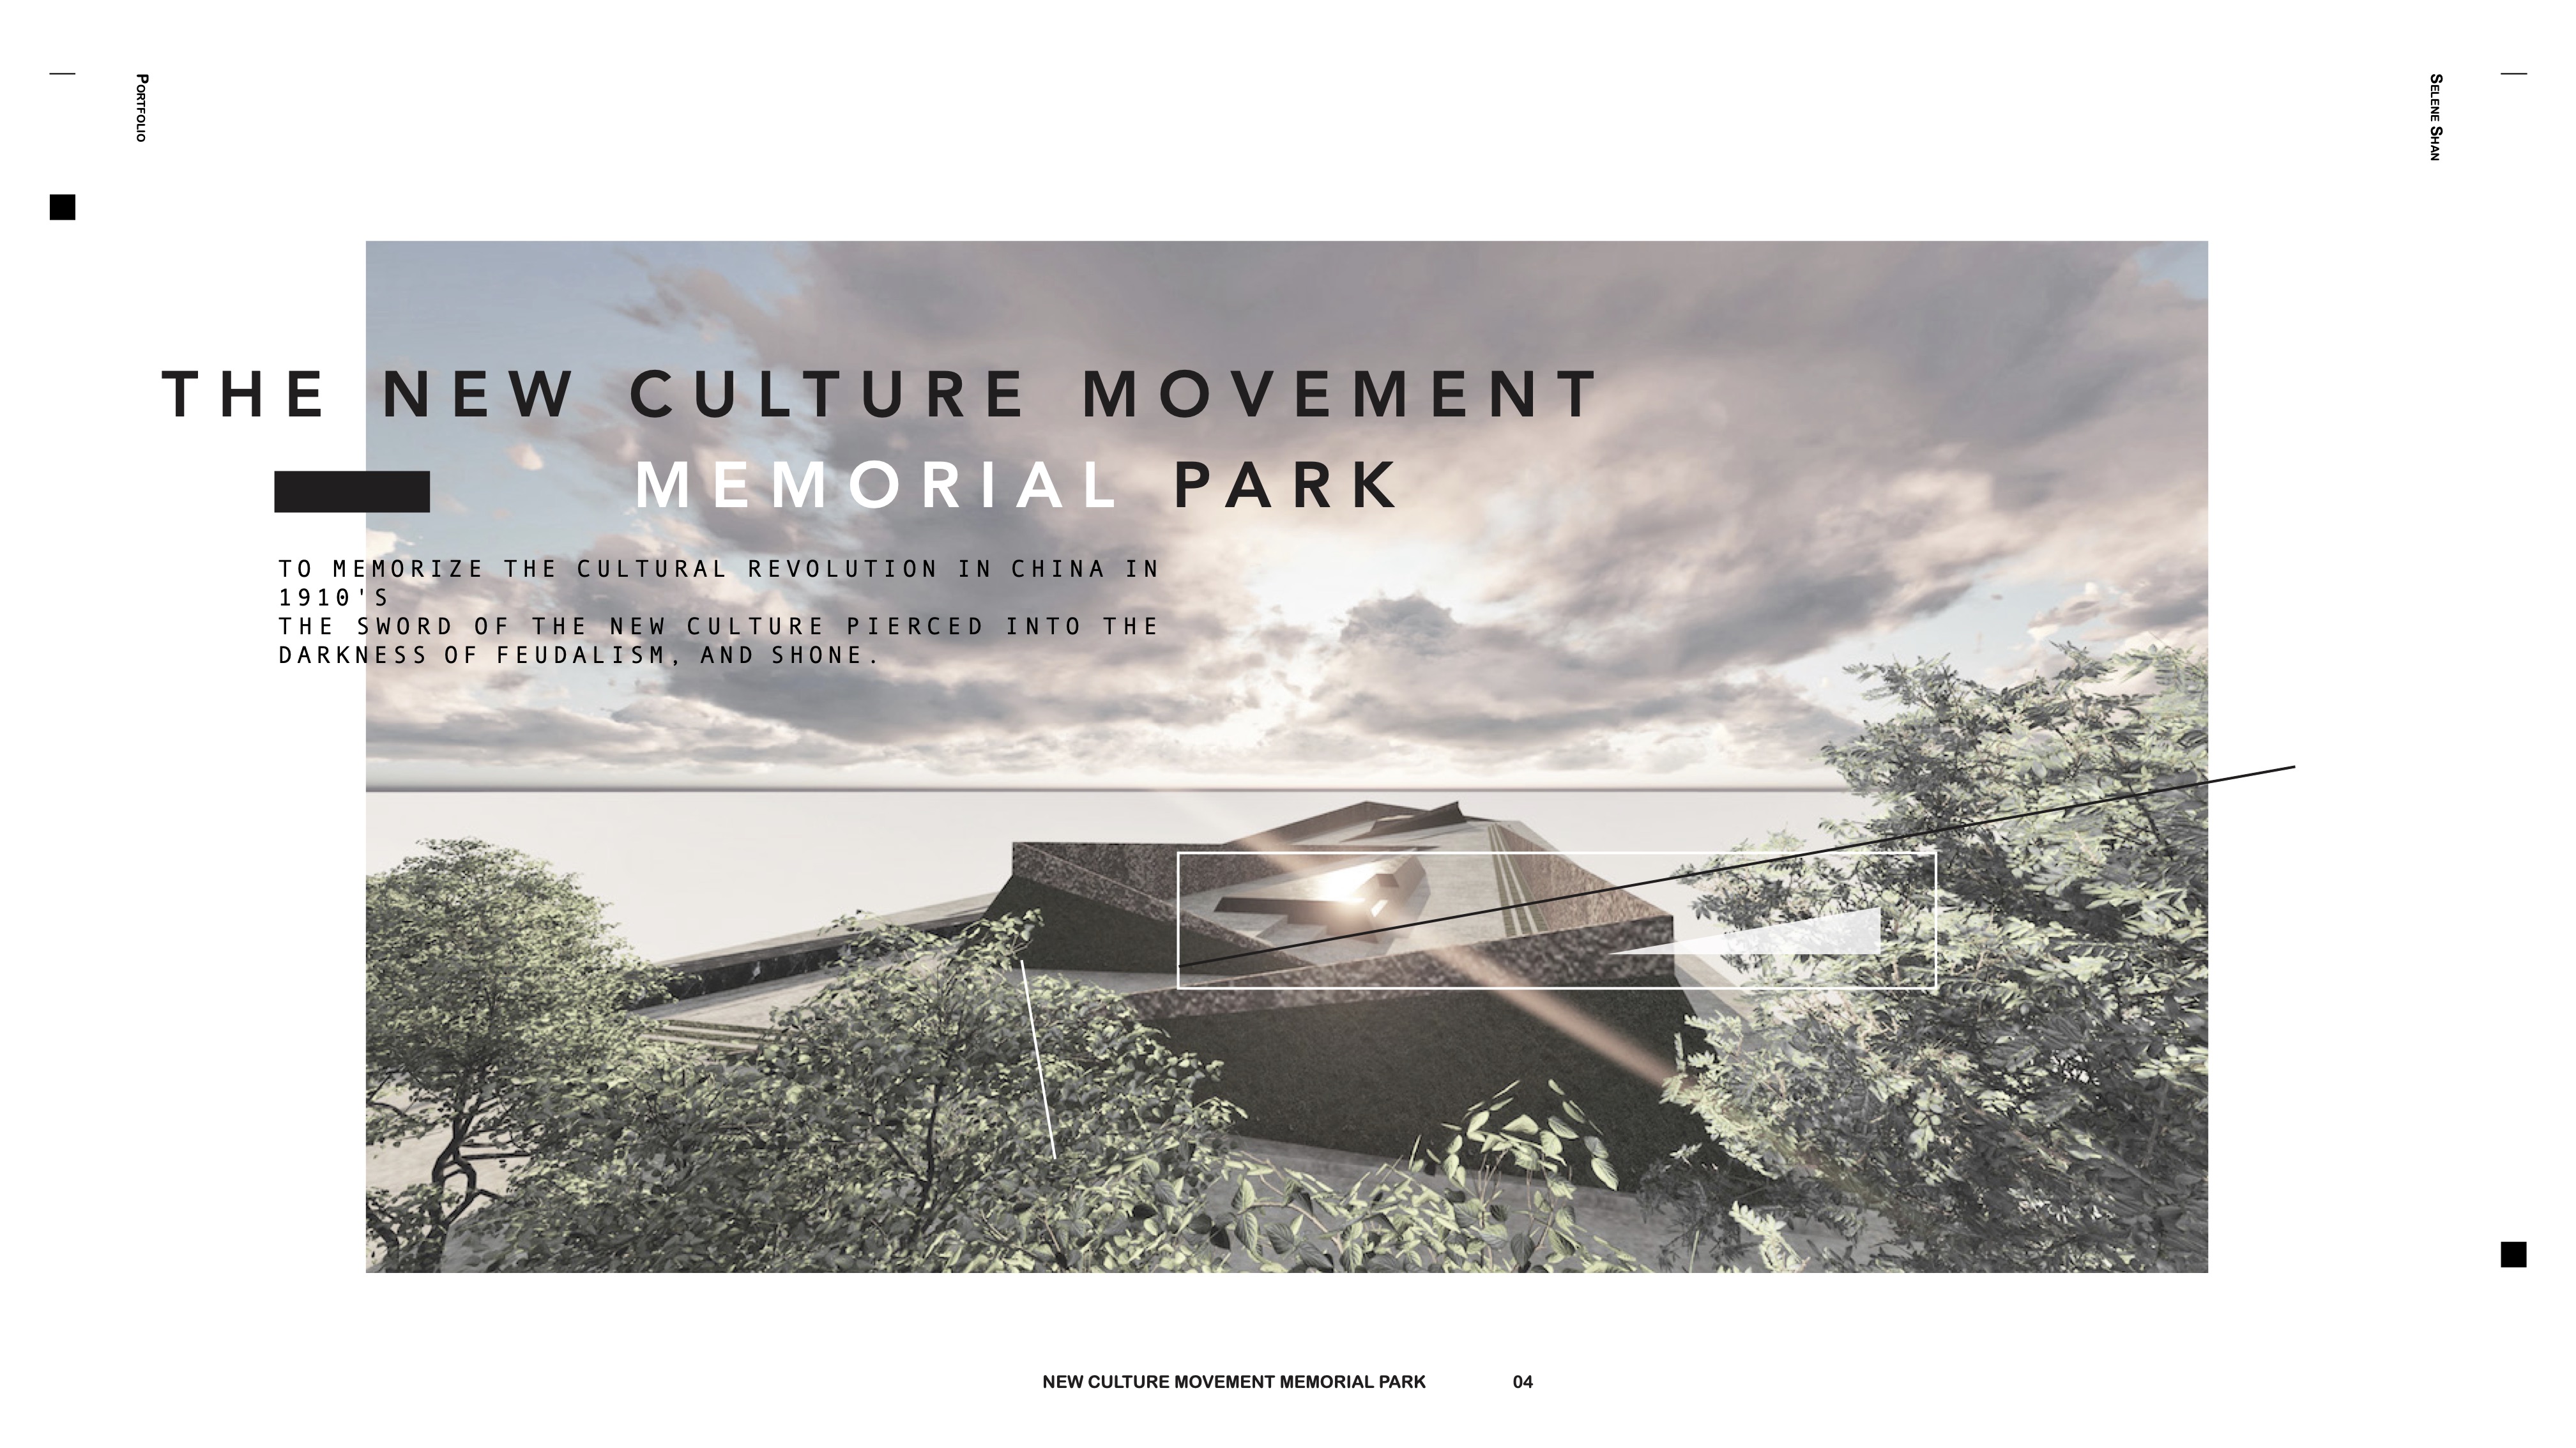 PORTFOLIO
SELENE SHAN
THE NEW CULTURE MOVEMENT
MEMORIAL PARK
TO MEMORIZE THE CULTURAL REVOLUTION IN CHINA IN
1910'S
THE SWORD OF THE NEW CULTURE PIERCED INTO THE
DARKNESS OF FEUDALISM, AND SHONE.
NEW CULTURE MOVEMENT MEMORIAL PARK 04